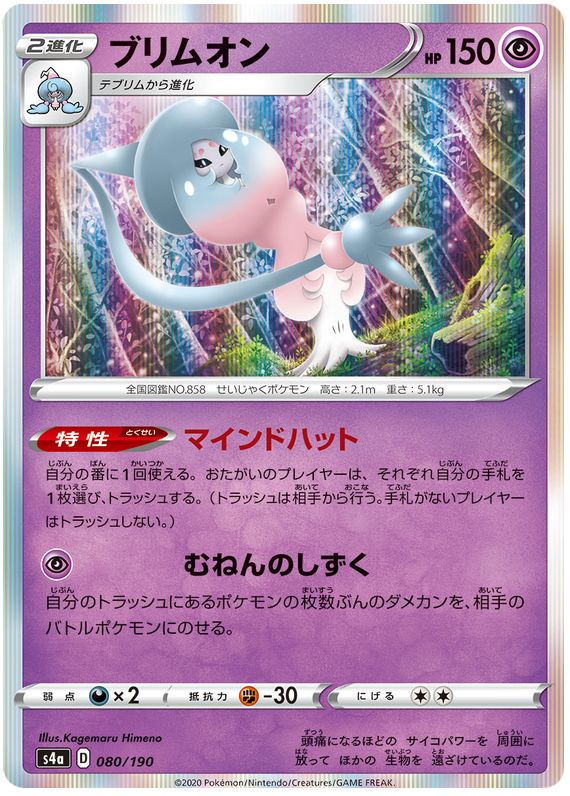 2進化
ブリムオン
HP 150
テブリムから進化
全国図鑑NO.858 せいじゃくポケモン 高さ:2.1m 重さ:5.1kg
特性 とくせい マインドハット
自分の番に1回使える。おたがいのプレイヤーは、それぞれ自分の手札を
1枚選び、トラッシュする。(トラッシュは相手から行う。手札がないプレイヤー
はトラッシュしない。)
むねんのしずく
自分のトラッシュにあるポケモンの枚数ぶんのダメカンを、相手の
バトルポケモンにのせる。
弱点 ×2 抵抗力 -30 にげる
Illus.Kagemaru Himeno
s4a D 080/190
頭痛になるほどの サイコパワーを 周囲に
放って ほかの 生物を 遠ざけているのだ。
©2020 Pokémon/Nintendo/Creatures/GAME FREAK.